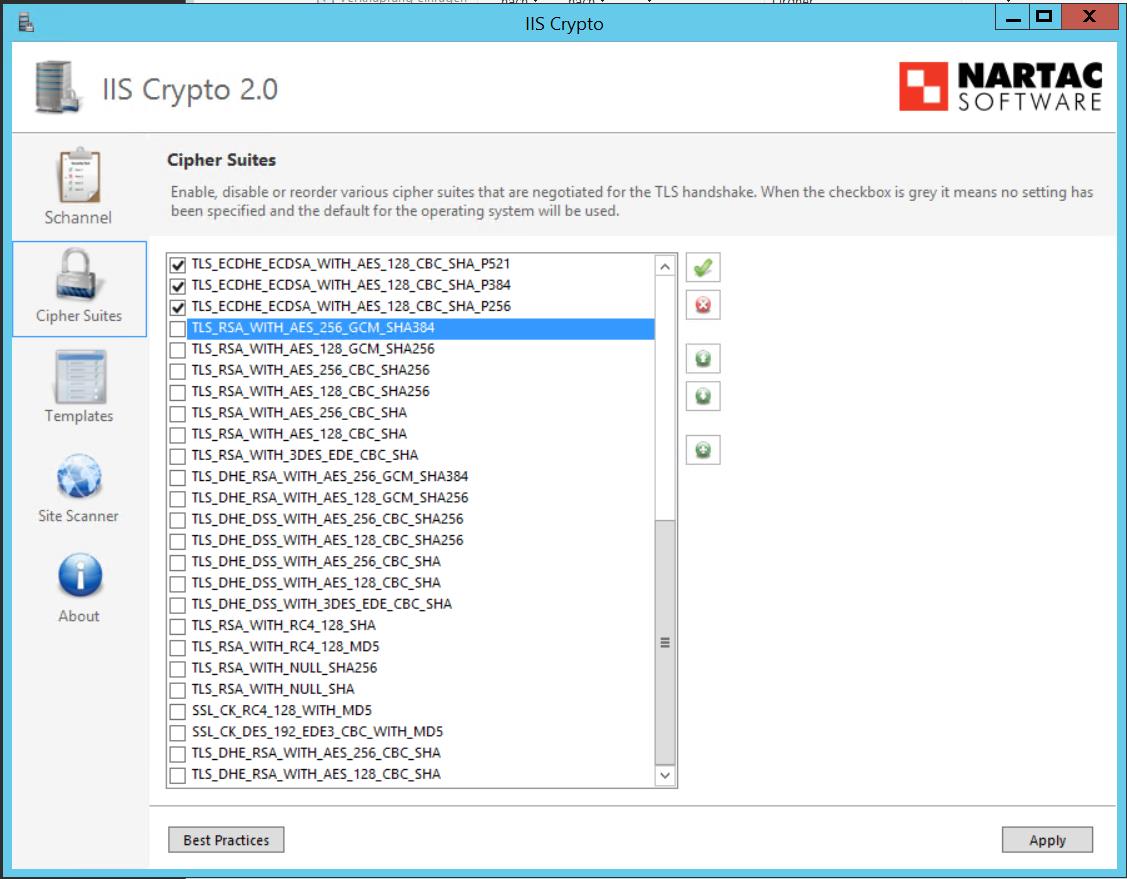 IIS Crypto
IIS Crypto 2.0
NARTAC
SOFTWARE
Schannel
Cipher Suites
Templates
Site Scanner
About
Cipher Suites
Enable, disable or reorder various cipher suites that are negotiated for the TLS handshake. When the checkbox is grey it means no setting has
been specified and the default for the operating system will be used.
TLS_ECDHE_ECDSA_WITH_AES_128_CBC_SHA_P521
TLS_ECDHE_ECDSA_WITH_AES_128_CBC_SHA_P384
TLS_ECDHE_ECDSA_WITH_AES_128_CBC_SHA_P256
TLS_RSA_WITH_AES_256_GCM_SHA384
TLS_RSA_WITH_AES_128_GCM_SHA256
TLS_RSA_WITH_AES_256_CBC_SHA256
TLS_RSA_WITH_AES_128_CBC_SHA256
TLS_RSA_WITH_AES_256_CBC_SHA
TLS_RSA_WITH_AES_128_CBC_SHA
TLS_RSA_WITH_3DES_EDE_CBC_SHA
TLS_DHE_RSA_WITH_AES_256_GCM_SHA384
TLS_DHE_RSA_WITH_AES_128_GCM_SHA256
TLS_DHE_DSS_WITH_AES_256_CBC_SHA256
TLS_DHE_DSS_WITH_AES_128_CBC_SHA256
TLS_DHE_DSS_WITH_AES_256_CBC_SHA
TLS_DHE_DSS_WITH_AES_128_CBC_SHA
TLS_DHE_DSS_WITH_3DES_EDE_CBC_SHA
TLS_RSA_WITH_RC4_128_SHA
TLS_RSA_WITH_RC4_128_MD5
TLS_RSA_WITH_NULL_SHA256
TLS_RSA_WITH_NULL_SHA
SSL_CK_RC4_128_WITH_MD5
SSL_CK_DES_192_EDE3_CBC_WITH_MD5
TLS_DHE_RSA_WITH_AES_256_CBC_SHA
TLS_DHE_RSA_WITH_AES_128_CBC_SHA
Best Practices
Apply